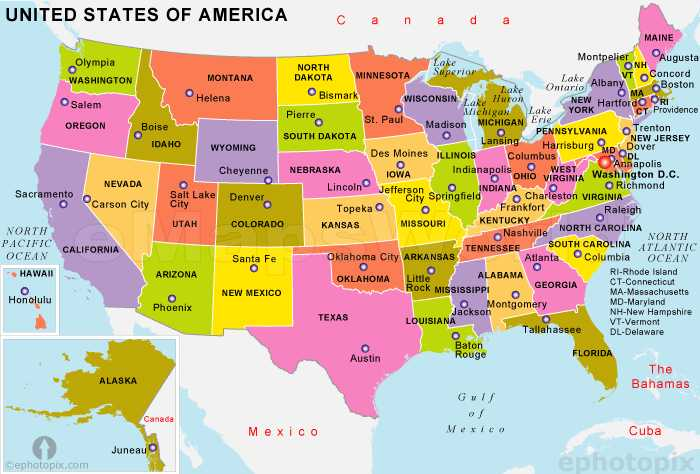 UNITED STATES OF AMERICA
Canada
Olympia
WASHINGTON
MONTANA
Helena
NORTH
DAKOTA
Bismark
MINNESOTA
St. Paul
Lake
Superior
Lake
Huron
Lake
Michigan
Lake
Ontario
Lake
Erie
MAINE
Augusta
Montpelier
VT
NH
Concord
Boston
MA
Albany
NEW
YORK
Hartford
CT
RI
Providence
Salem
OREGON
Boise
IDAHO
WYOMING
Cheyenne
Pierre
SOUTH DAKOTA
WISCONSIN
Madison
MICHIGAN
Lansing
PENNSYLVANIA
Harrisburg
Trenton
NEW JERSEY
Dover
MD
DL
Annapolis
Washington D.C.
NEBRASKA
Lincoln
Des Moines
IOWA
ILLINOIS
Springfield
Indianapolis
INDIANA
Columbus
OHIO
WEST
VIRGINIA
Charleston
Richmond
VIRGINIA
Sacramento
NEVADA
Carson City
Salt Lake
City
UTAH
Denver
COLORADO
Topeka
KANSAS
Jefferson
City
MISSOURI
Frankfort
KENTUCKY
Raleigh
NORTH CAROLINA
NORTH
PACIFIC
OCEAN
CALIFORNIA
ARIZONA
Phoenix
Santa Fe
NEW MEXICO
Oklahoma City
OKLAHOMA
ARKANSAS
Little
Rock
Nashville
TENNESSEE
SOUTH CAROLINA
Columbia
NORTH
ATLANTIC
OCEAN
HAWAII
Honolulu
TEXAS
Austin
LOUISIANA
Baton
Rouge
MISSISSIPPI
Jackson
ALABAMA
Montgomery
Atlanta
GEORGIA
Tallahassee
FLORIDA
RI-Rhode Island
CT-Connecticut
MA-Massachusetts
MD-Maryland
NH-New Hampshire
VT-Vermont
DL-Delaware
ALASKA
Canada
Juneau
Mexico
Gulf
of
Mexico
The
Bahamas
Cuba
©ephotopix.com
ephotopix